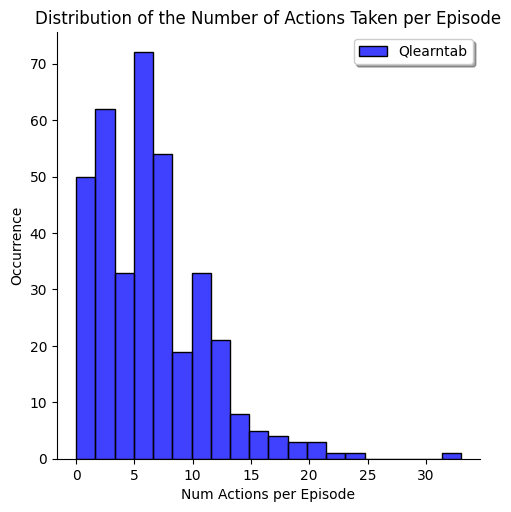 Distribution of the Number of Actions Taken per Episode
Qlearntab
Occurrence
70
60
50
40
30
20
10
0
0 5 10 15 20 25 30
Num Actions per Episode